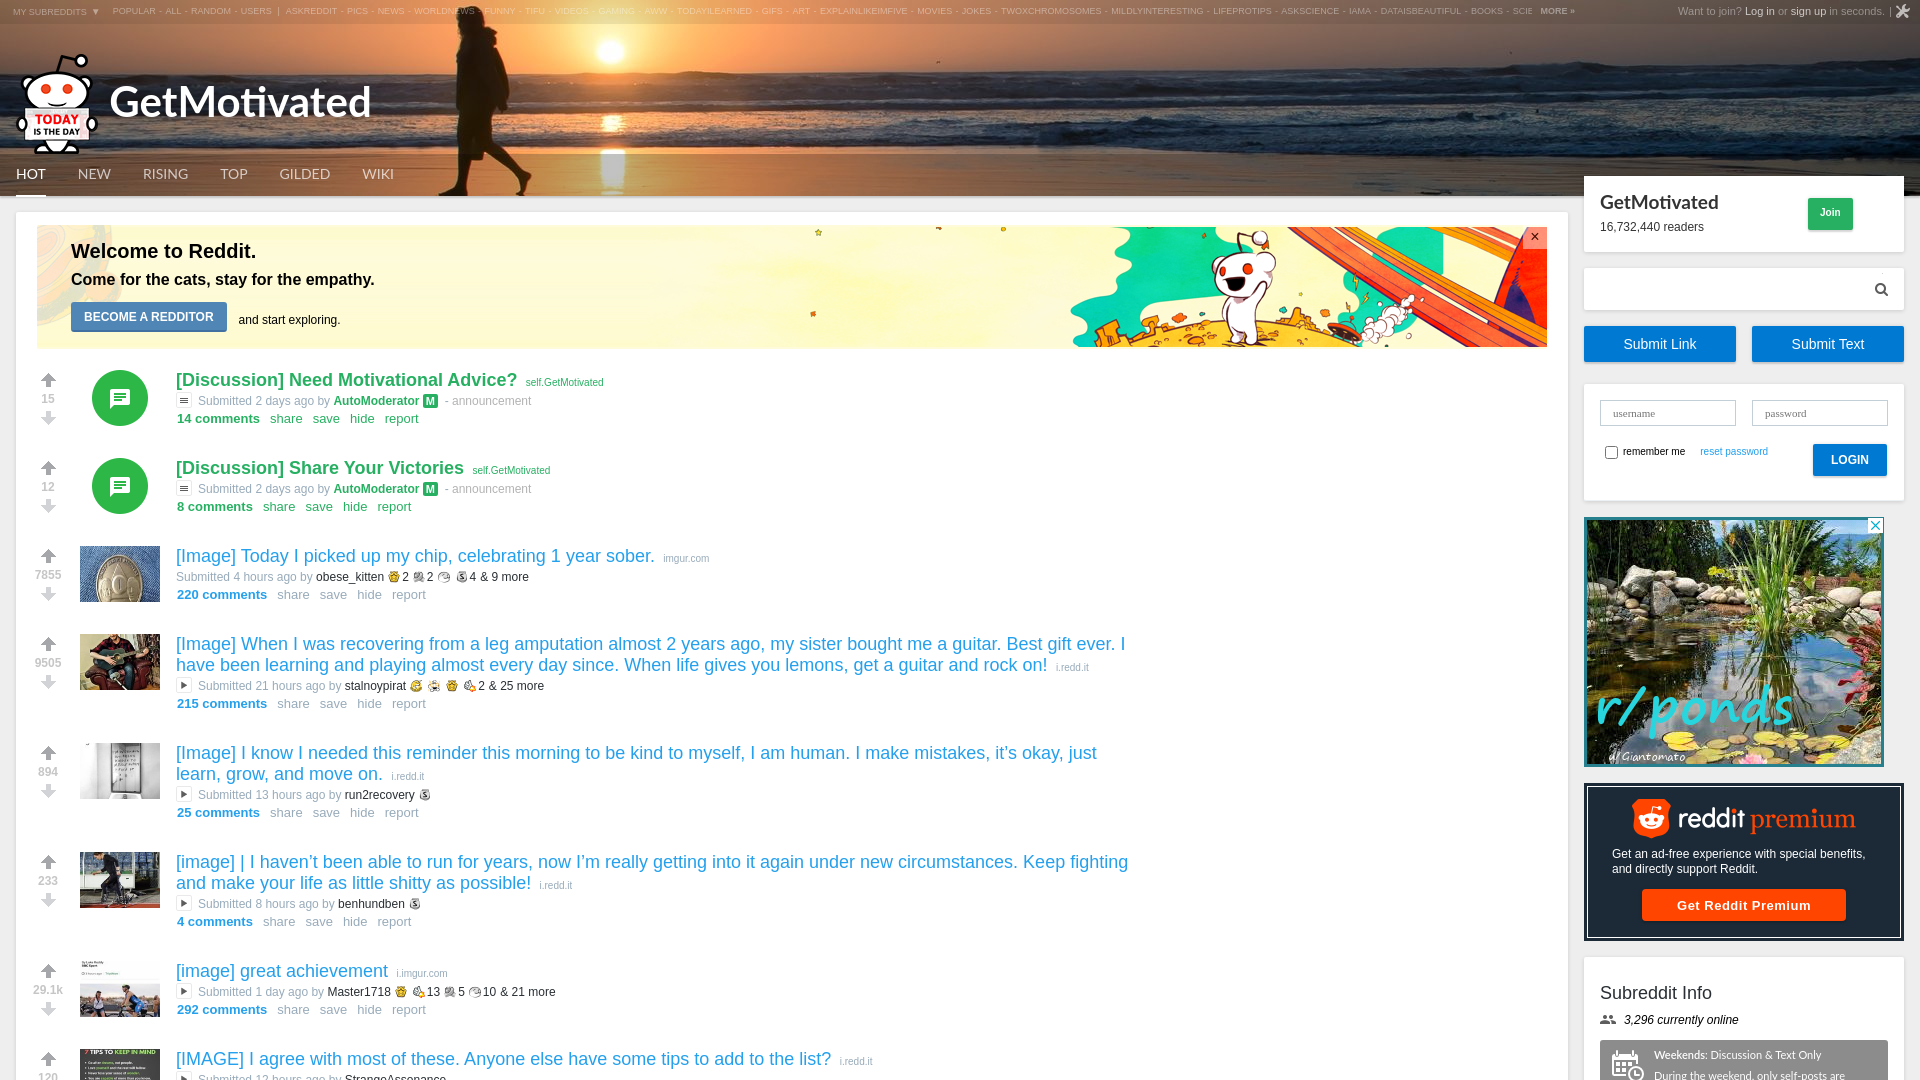 MY SUBREDDITS ▼ POPULAR - ALL - RANDOM - USERS | ASKREDDIT - PICS - NEWS - WORLDNEWS - FUNNY - TIFU - VIDEOS - GAMING - AWW - TODAYILEARNED - GIFS - ART - EXPLAINLIKEIMFIVE - MOVIES - JOKES - TWOXCHROMOSOMES - MILDLYINTERESTING - LIFEPROTIPS - ASKSCIENCE - IAMA - DATAISBEAUTIFUL - BOOKS - SCIE MORE »
Want to join? Log in or sign up in seconds. |
TODAY
IS THE DAY
GetMotivated
HOT NEW RISING TOP GILDED WIKI
Welcome to Reddit.
Come for the cats, stay for the empathy.
BECOME A REDDITOR and start exploring.
×
15
[Discussion] Need Motivational Advice? self.GetMotivated
Submitted 2 days ago by AutoModerator M - announcement
14 comments share save hide report
12
[Discussion] Share Your Victories self.GetMotivated
Submitted 2 days ago by AutoModerator M - announcement
8 comments share save hide report
7855
[Image] Today I picked up my chip, celebrating 1 year sober. imgur.com
Submitted 4 hours ago by obese_kitten 2 2 4 & 9 more
220 comments share save hide report
9505
[Image] When I was recovering from a leg amputation almost 2 years ago, my sister bought me a guitar. Best gift ever. I
have been learning and playing almost every day since. When life gives you lemons, get a guitar and rock on! i.redd.it
Submitted 21 hours ago by stalnoypirat 2 & 25 more
215 comments share save hide report
894
[Image] I know I needed this reminder this morning to be kind to myself, I am human. I make mistakes, it’s okay, just
learn, grow, and move on. i.redd.it
Submitted 13 hours ago by run2recovery
25 comments share save hide report
233
[image] | I haven’t been able to run for years, now I’m really getting into it again under new circumstances. Keep fighting
and make your life as little shitty as possible! i.redd.it
Submitted 8 hours ago by benhundben
4 comments share save hide report
29.1k
[image] great achievement i.imgur.com
Submitted 1 day ago by Master1718 13 5 10 & 21 more
292 comments share save hide report
120
7 TIPS TO KEEP IN MIND
[IMAGE] I agree with most of these. Anyone else have some tips to add to the list? i.redd.it
Submitted 12 hours ago by StrangeAssonance
GetMotivated
16,732,440 readers
Join
Submit Link Submit Text
username password
remember me reset password LOGIN
r/ponds
u/Giantomato
reddit premium
Get an ad-free experience with special benefits,
and directly support Reddit.
Get Reddit Premium
Subreddit Info
3,296 currently online
Weekends: Discussion & Text Only
During the weekend, only self-posts are